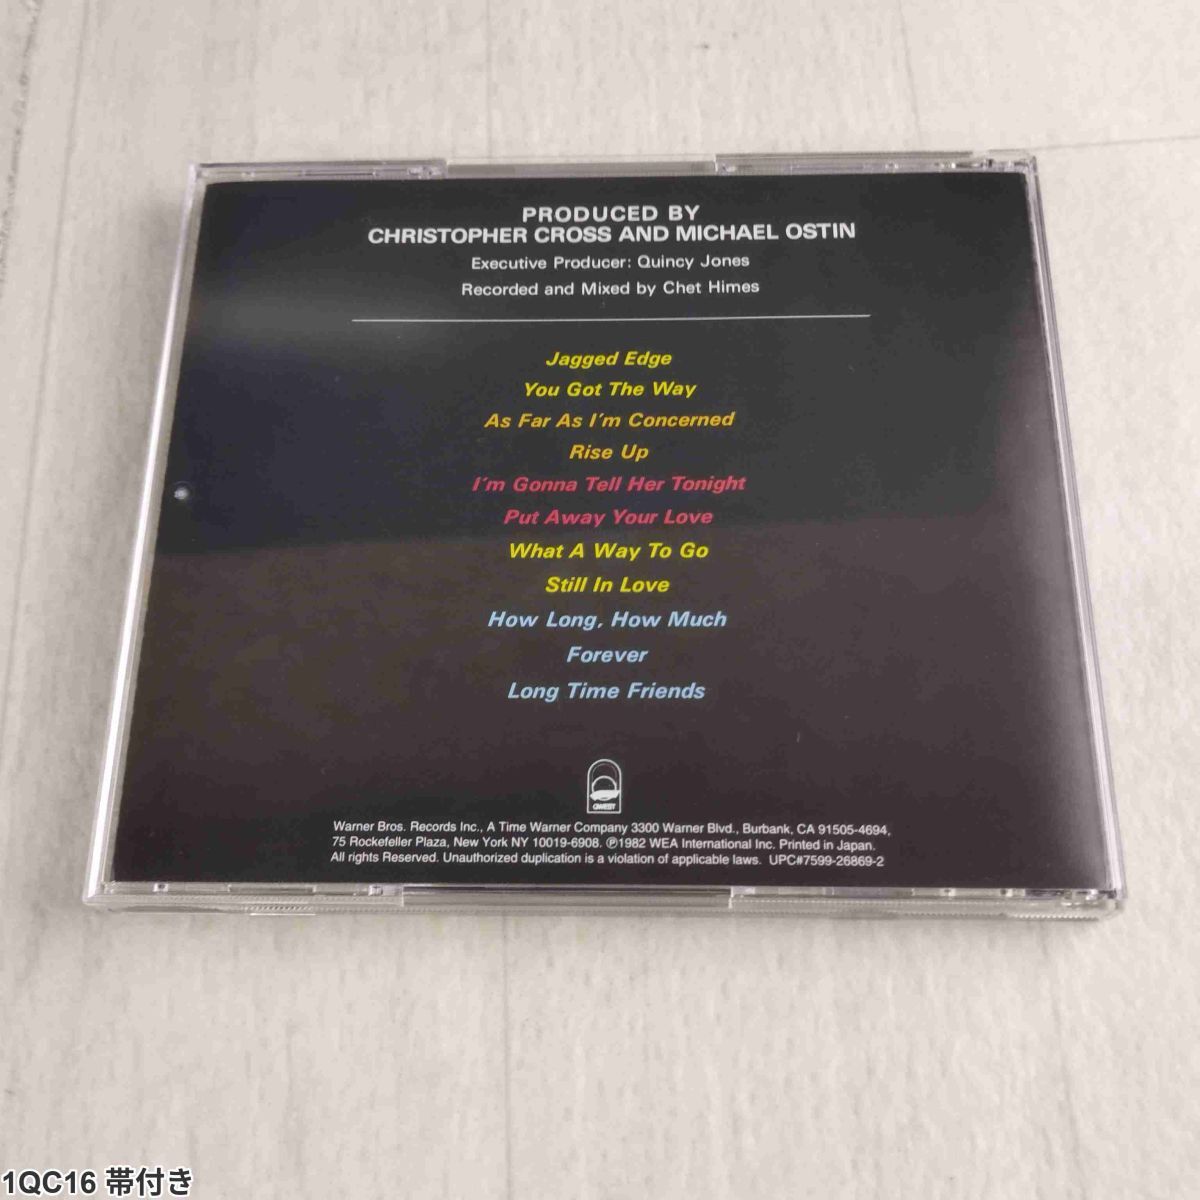 PRODUCED BY
CHRISTOPHER CROSS AND MICHAEL OSTIN
Executive Producer: Quincy Jones
Recorded and Mixed by Chet Himes
Jagged Edge
You Got The Way
As Far As I'm Concerned
Rise Up
I'm Gonna Tell Her Tonight
Put Away Your Love
What A Way To Go
Still In Love
How Long, How Much
Forever
Long Time Friends
QWEST
Warner Bros. Records Inc., A Time Warner Company 3300 Warner Blvd., Burbank, CA 91505-4694,
75 Rockefeller Plaza, New York NY 10019-6908. ℗1982 WEA International Inc. Printed in Japan.
All rights Reserved. Unauthorized duplication is a violation of applicable laws. UPC#7599-26869-2
1QC16 帯付き